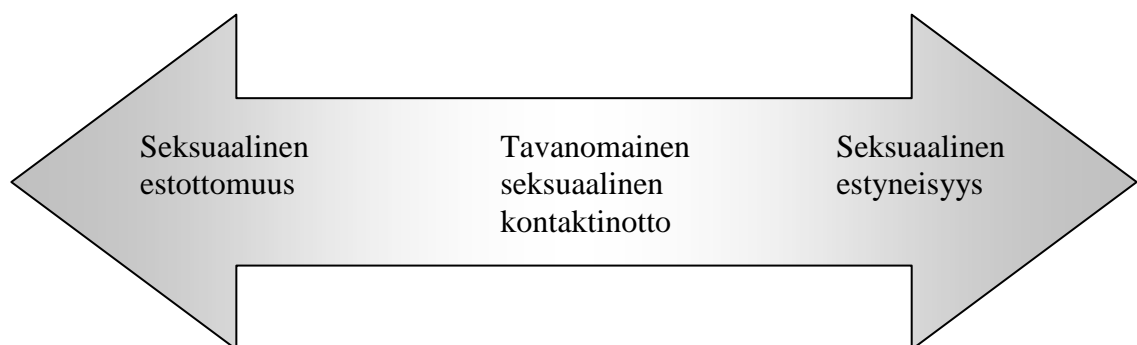 Seksuaalinen
estottomuus
Tavanomainen
seksuaalinen
kontaktinotto
Seksuaalinen
estyneisyys